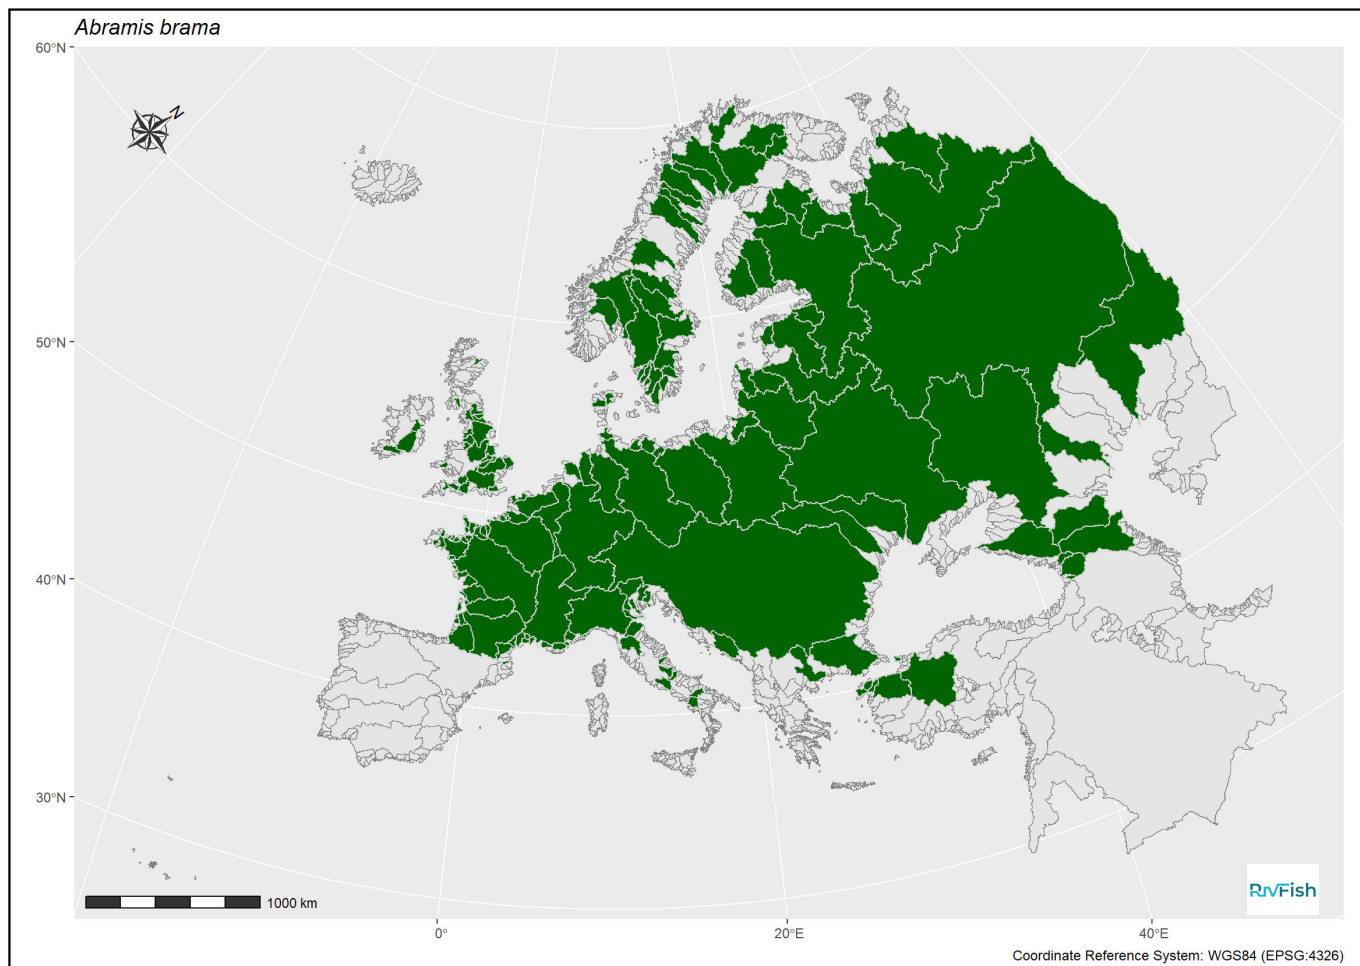 Abramis brama
60°N
N
50°N
40°N
30°N
1000 km
RIVFish
0°
20°E
40°E
Coordinate Reference System: WGS84 (EPSG:4326)